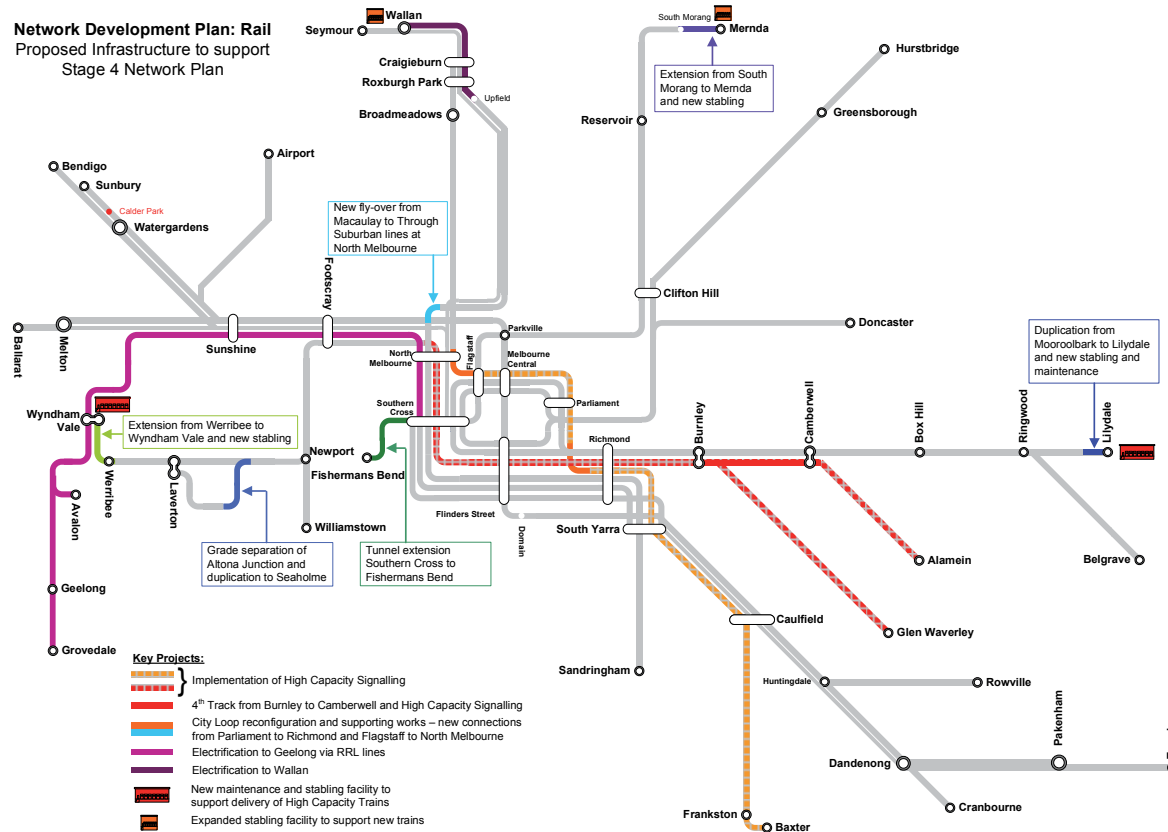 Network Development Plan: Rail
Proposed Infrastructure to support
Stage 4 Network Plan
Wallan
Seymour
Craigieburn
Roxburgh Park
Upfield
Broadmeadows
South Morang
Mernda
Extension from South
Morang to Mernda
and new stabling
Reservoir
Hurstbridge
Greensborough
Airport
Bendigo
Sunbury
Calder Park
Watergardens
New fly-over from
Macaulay to Through
Suburban lines at
North Melbourne
Footscray
Clifton Hill
Doncaster
Ballarat
Melton
Sunshine
North
Melbourne
Flagstaff
Parkville
Melbourne
Central
Parliament
Southern
Cross
Richmond
Burnley
Camberwell
Box Hill
Ringwood
Lilydale
Duplication from
Mooroolbark to Lilydale
and new stabling and
maintenance
Wyndham
Vale
Extension from Werribee to
Wyndham Vale and new stabling
Werribee
Laverton
Newport
Fishermans Bend
Avalon
Williamstown
Flinders Street
Domain
South Yarra
Grade separation of
Altona Junction and
duplication to Seaholme
Tunnel extension
Southern Cross to
Fishermans Bend
Alamein
Belgrave
Geelong
Grovedale
Caulfield
Glen Waverley
Sandringham
Huntingdale
Rowville
Pakenham
Dandenong
Cranbourne
Frankston
Baxter
Key Projects:
Implementation of High Capacity Signalling
4th Track from Burnley to Camberwell and High Capacity Signalling
City Loop reconfiguration and supporting works – new connections
from Parliament to Richmond and Flagstaff to North Melbourne
Electrification to Geelong via RRL lines
Electrification to Wallan
New maintenance and stabling facility to
support delivery of High Capacity Trains
Expanded stabling facility to support new trains